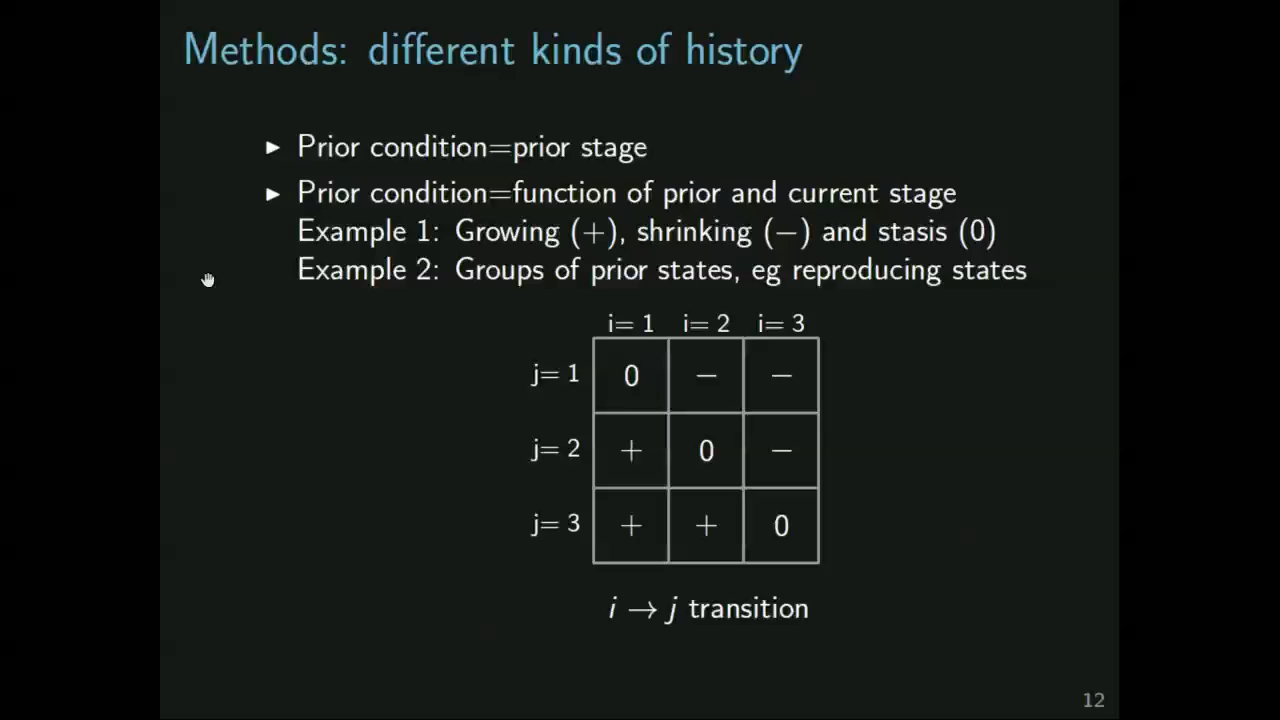 Methods: different kinds of history
▶ Prior condition=prior stage
▶ Prior condition=function of prior and current stage
Example 1: Growing (+), shrinking (−) and stasis (0)
Example 2: Groups of prior states, eg reproducing states
i= 1 i= 2 i= 3
j= 1 0 − −
j= 2 + 0 −
j= 3 + + 0
i → j transition
12